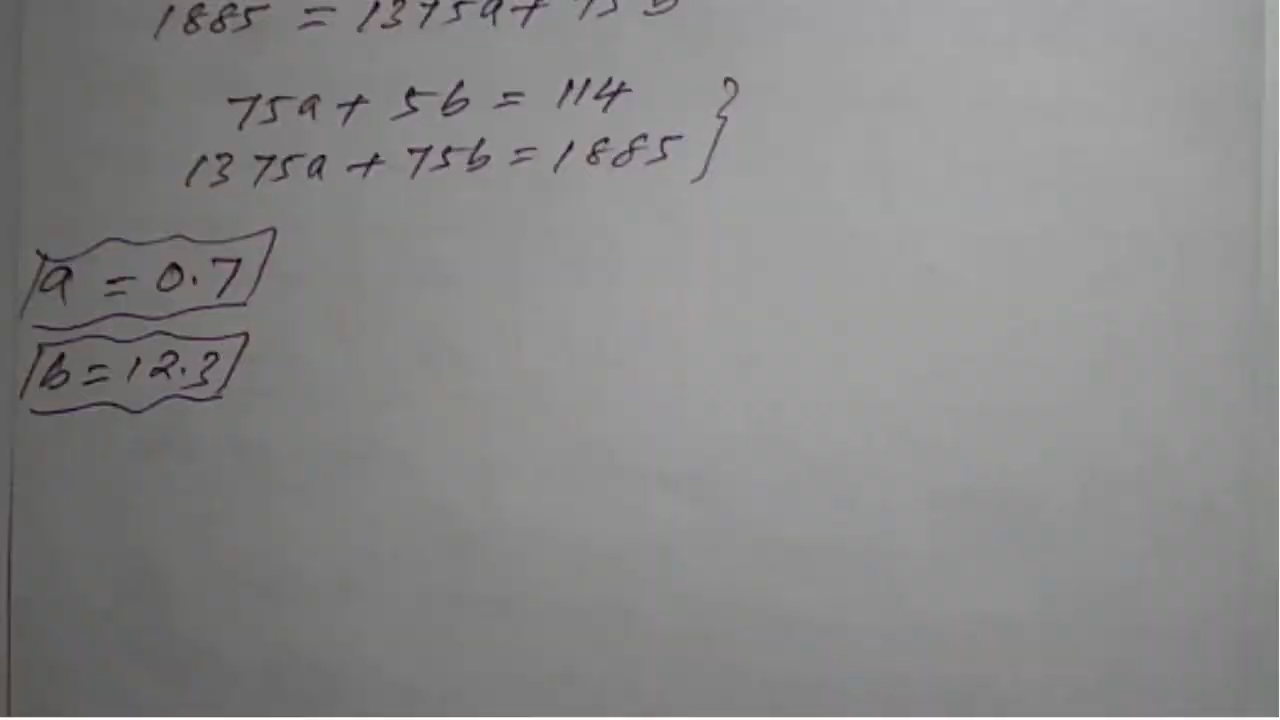 1885 = 1375a + 75b
75a + 5b = 114
1375a + 75b = 1885 }
a = 0.7
b = 12.3